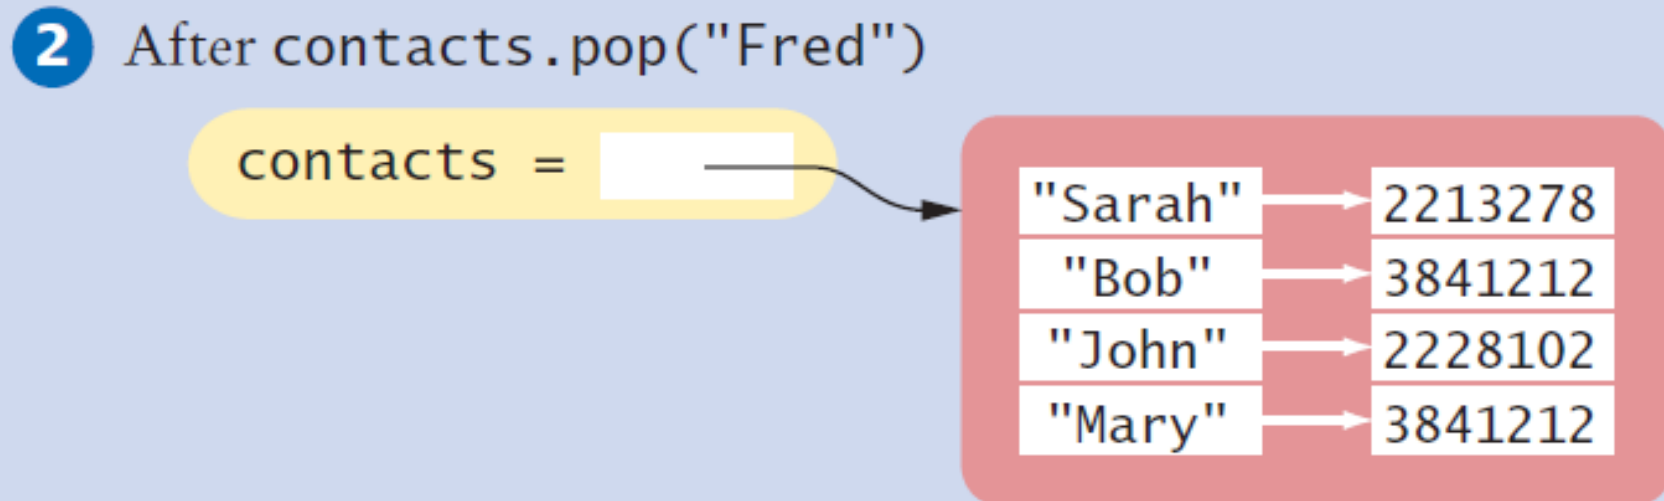 2 After contacts.pop("Fred")
contacts =
"Sarah" 2213278
"Bob" 3841212
"John" 2228102
"Mary" 3841212